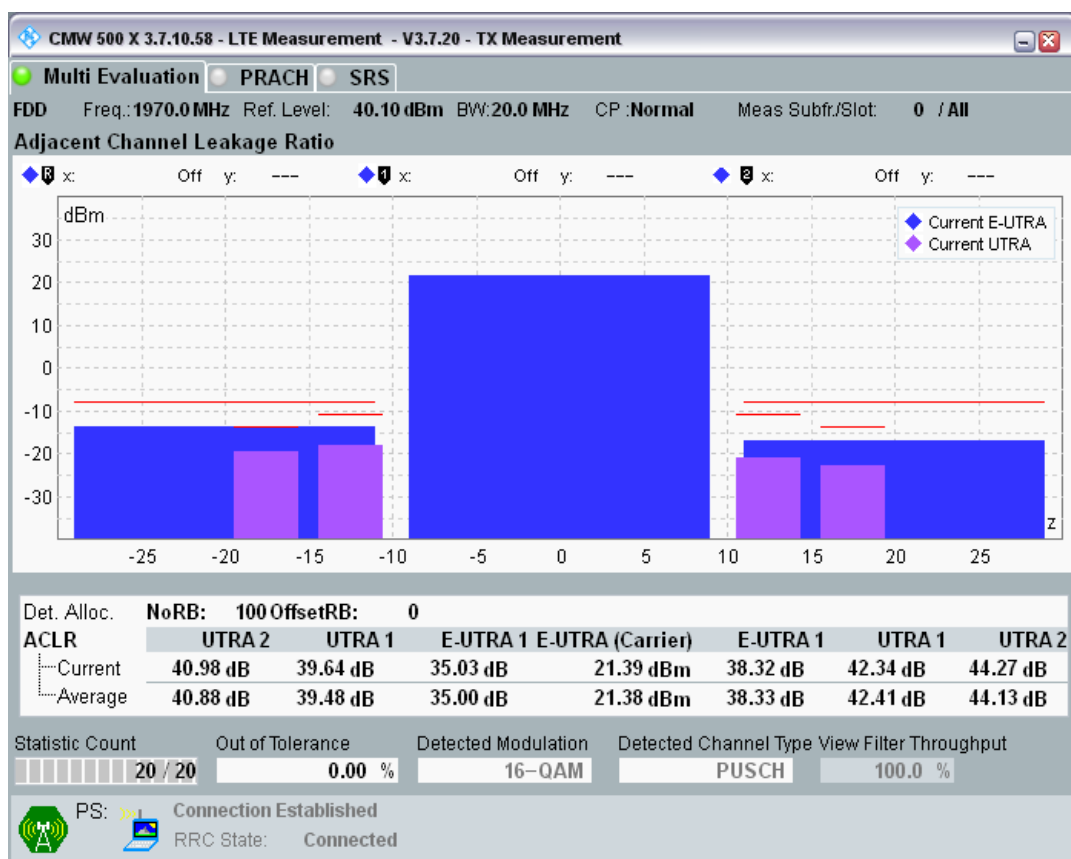 CMW 500 X 3.7.10.58 - LTE Measurement - V3.7.20 - TX Measurement
Multi Evaluation PRACH SRS
FDD Freq.: 1970.0 MHz Ref. Level: 40.10 dBm BW: 20.0 MHz CP : Normal Meas Subfr./Slot: 0 / All
Adjacent Channel Leakage Ratio
R x: Off y: --- 1 x: Off y: --- 2 x: Off y: ---
dBm
Current E-UTRA
Current UTRA
30
20
10
0
-10
-20
-30
z
-25 -20 -15 -10 -5 0 5 10 15 20 25
Det. Alloc. NoRB: 100 OffsetRB: 0
ACLR UTRA 2 UTRA 1 E-UTRA 1 E-UTRA (Carrier) E-UTRA 1 UTRA 1 UTRA 2
Current 40.98 dB 39.64 dB 35.03 dB 21.39 dBm 38.32 dB 42.34 dB 44.27 dB
Average 40.88 dB 39.48 dB 35.00 dB 21.38 dBm 38.33 dB 42.41 dB 44.13 dB
Statistic Count Out of Tolerance Detected Modulation Detected Channel Type View Filter Throughput
20 / 20 0.00 % 16-QAM PUSCH 100.0 %
PS: Connection Established
RRC State: Connected